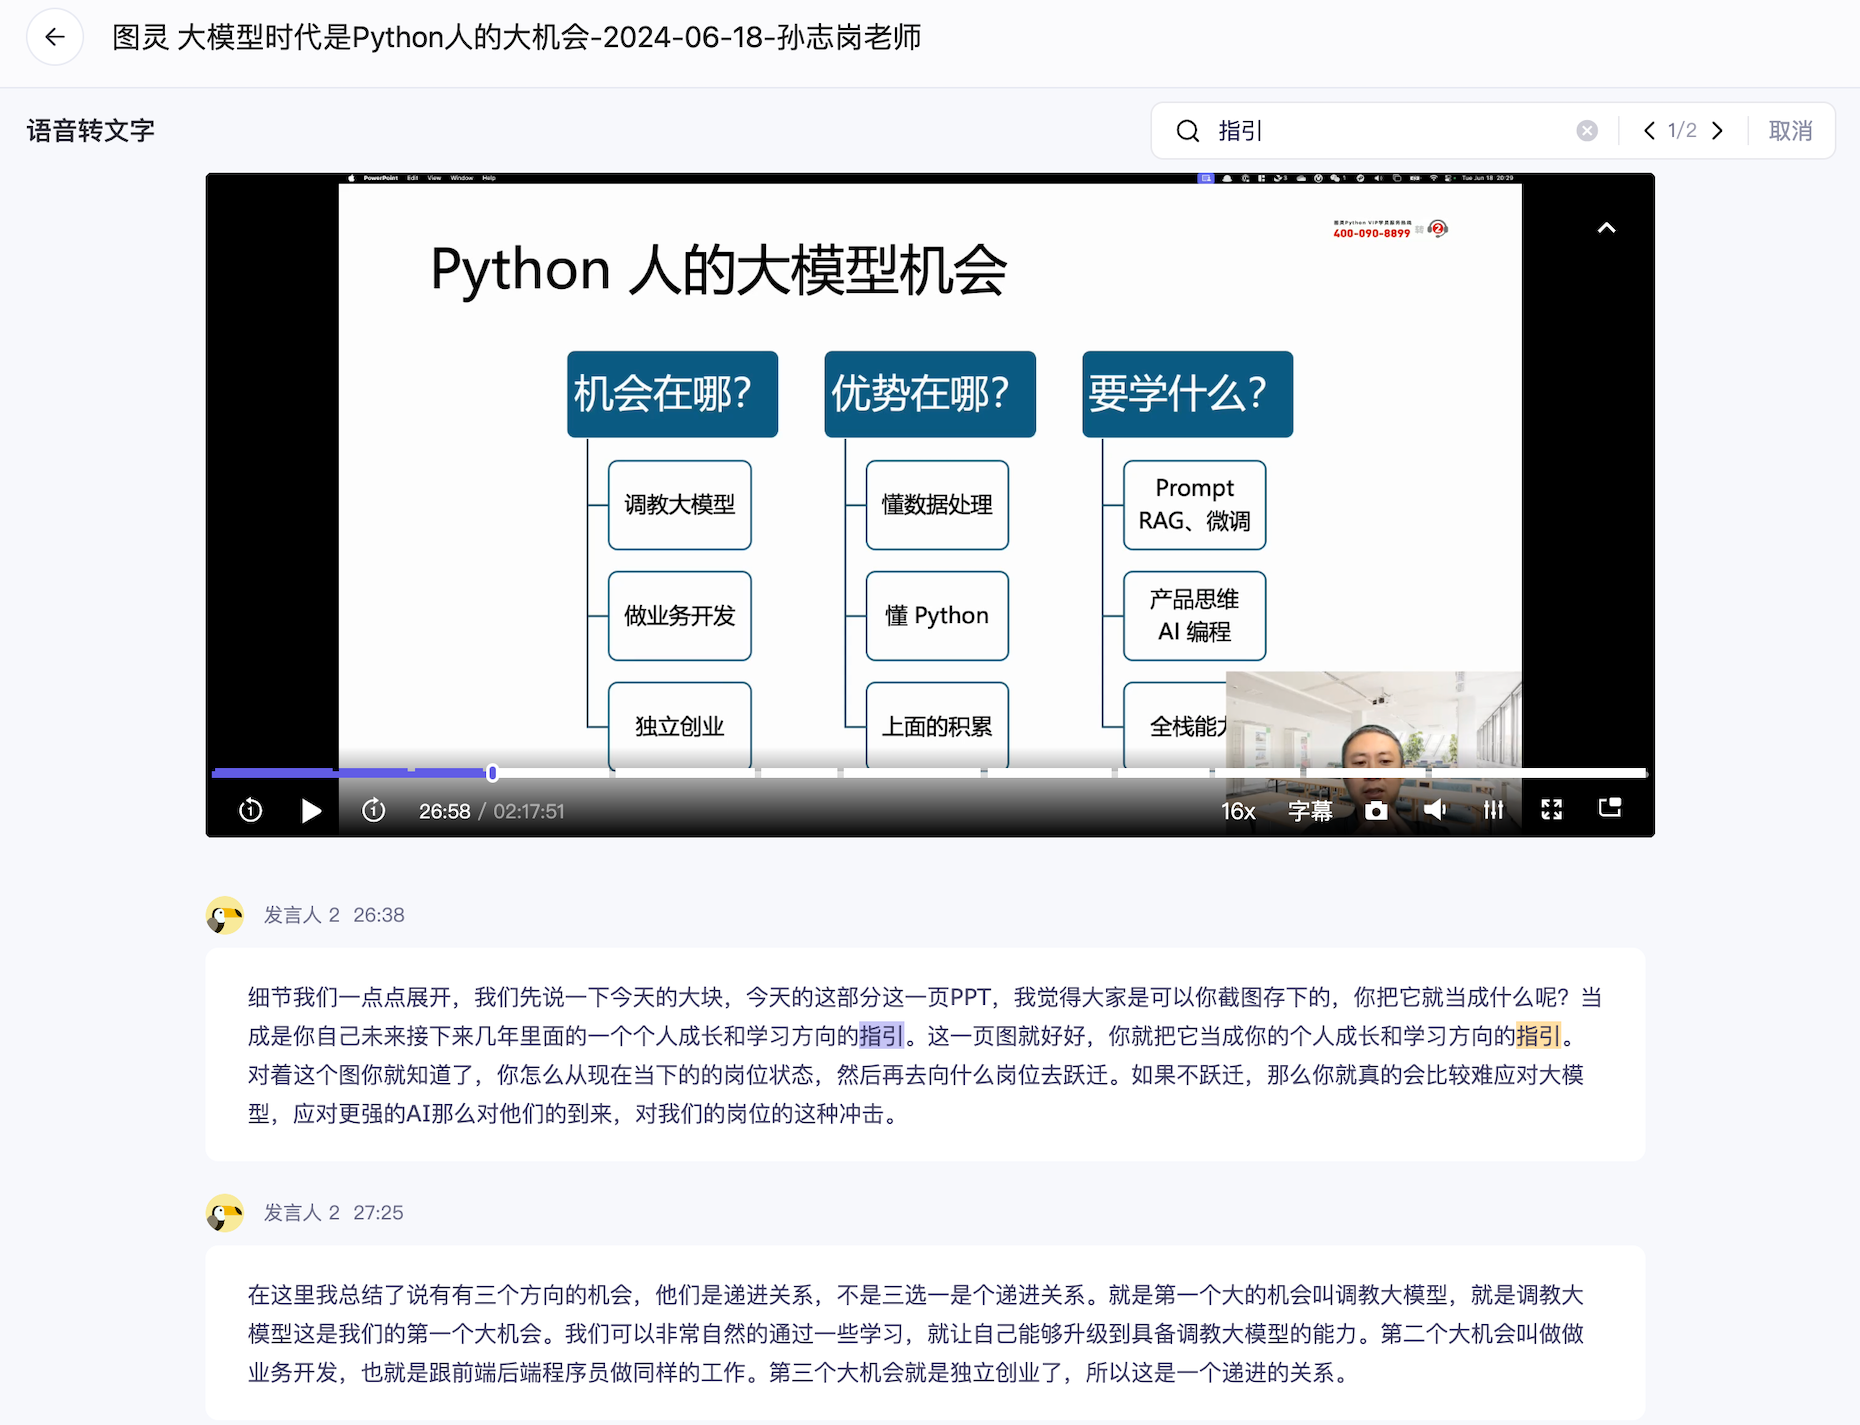 图灵 大模型时代是Python人的大机会-2024-06-18-孙志岗老师
语音转文字
指引
1/2
取消
PowerPoint Edit View Window Help
Tue Jun 18 20:29
图灵Python VIP学员服务热线
400-090-8899 转 2
Python 人的大模型机会
机会在哪?
优势在哪?
要学什么?
调教大模型
懂数据处理
Prompt
RAG、微调
做业务开发
懂 Python
产品思维
AI 编程
独立创业
上面的积累
全栈能力
26:58 / 02:17:51
16x
字幕
发言人 2 26:38
细节我们一点点展开，我们先说一下今天的大块，今天的这部分这一页PPT，我觉得大家是可以你截图存下的，你把它就当成什么呢？当
成是你自己未来接下来几年里面的一个个人成长和学习方向的指引。这一页图就好好，你就把它当成你的个人成长和学习方向的指引。
对着这个图你就知道了，你怎么从现在当下的的岗位状态，然后再去向什么岗位去跃迁。如果不跃迁，那么你就真的会比较难应对大模
型，应对更强的AI那么对他们的到来，对我们的岗位的这种冲击。
发言人 2 27:25
在这里我总结了说有有三个方向的机会，他们是递进关系，不是三选一是个递进关系。就是第一个大的机会叫调教大模型，就是调教大
模型这是我们的第一个大机会。我们可以非常自然的通过一些学习，就让自己能够升级到具备调教大模型的能力。第二个大机会叫做做
业务开发，也就是跟前端后端程序员做同样的工作。第三个大机会就是独立创业了，所以这是一个递进的关系。